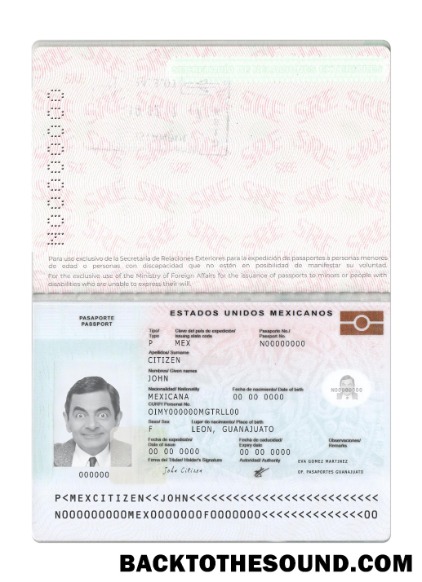 N00000000
SRE
Para uso exclusivo de la Secretaría de Relaciones Exteriores para la expedición de pasaportes a personas menores
de edad o personas con discapacidad que no estén en posibilidad de manifestar su voluntad.
For the exclusive use of the Ministry of Foreign Affairs for the issuance of passports to minors or people with
disabilities who are unable to express their will.
PASAPORTE
PASSPORT
ESTADOS UNIDOS MEXICANOS
Tipo/ Clave del país de expedición/ Pasaporte No./
Type Issuing state code Passport No.
P MEX N00000000
Apellidos/ Surname
CITIZEN
Nombres/ Given names
JOHN
Nacionalidad/ Nationality Fecha de nacimiento/ Date of birth
MEXICANA 00 00 0000
CURP/ Personal No.
OIMY000000MGTRLL00
Sexo/ Sex Lugar de nacimiento/ Place of birth
F LEON, GUANAJUATO
Fecha de expedición/ Fecha de caducidad/ Observaciones/
Date of issue Expiry date Remarks
00 00 0000 00 00 0000
Firma del Titular/ Holder's Signature Autoridad/ Authority
John Citizen
GOMEZ MARTINEZ
OP. PASAPORTES GUANAJUATO
000000
N00000000
P<MEXCITIZEN<<JOHN<<<<<<<<<<<<<<<<<<<<<<<<<<
N00000000MEX0000000F0000000<<<<<<<<<<<<<<<00
BACKTOTHESOUND.COM